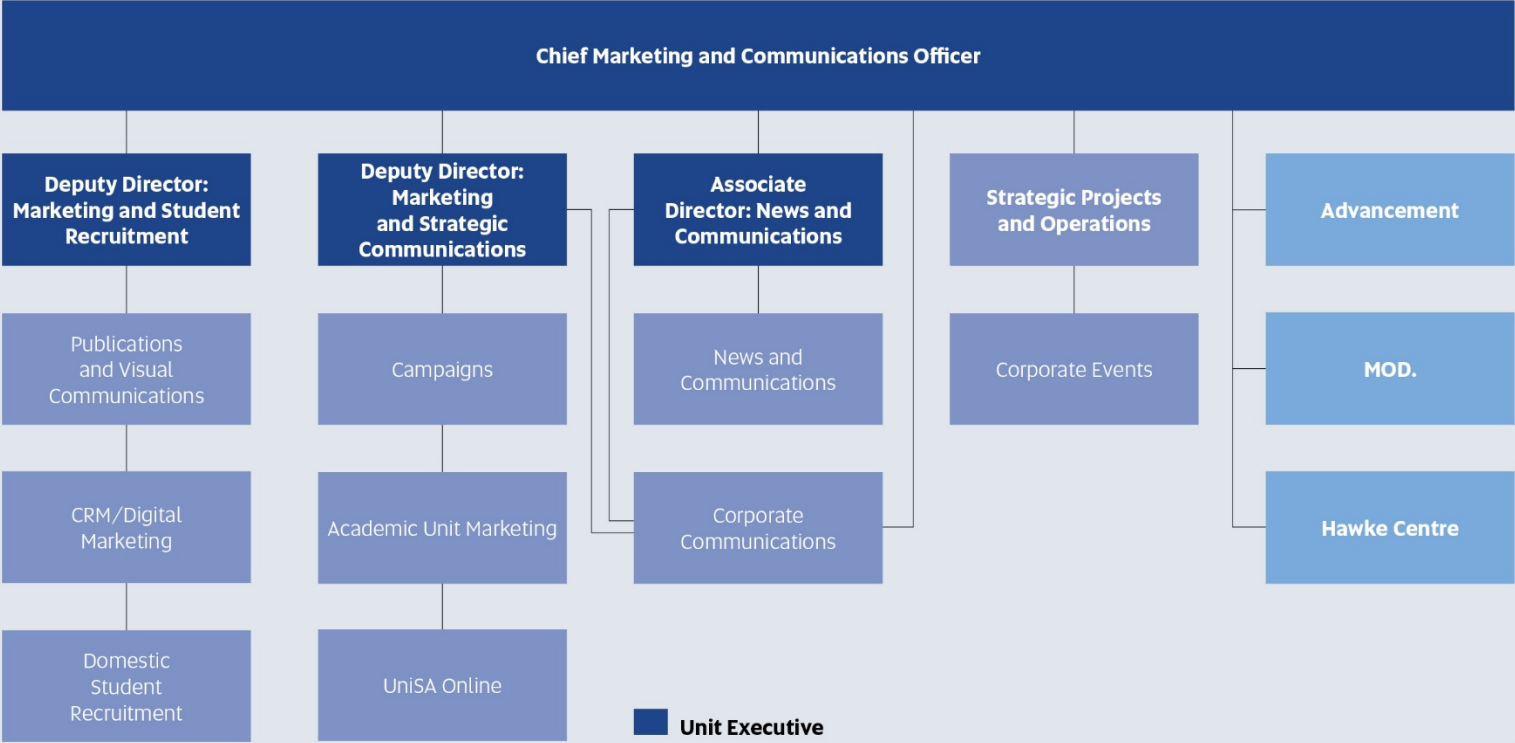 Chief Marketing and Communications Officer
Deputy Director:
Marketing and Student
Recruitment
Publications
and Visual
Communications
CRM/Digital
Marketing
Domestic
Student
Recruitment
Deputy Director:
Marketing
and Strategic
Communications
Campaigns
Academic Unit Marketing
UniSA Online
Associate
Director: News and
Communications
News and
Communications
Corporate
Communications
Strategic Projects
and Operations
Corporate Events
Advancement
MOD.
Hawke Centre
Unit Executive